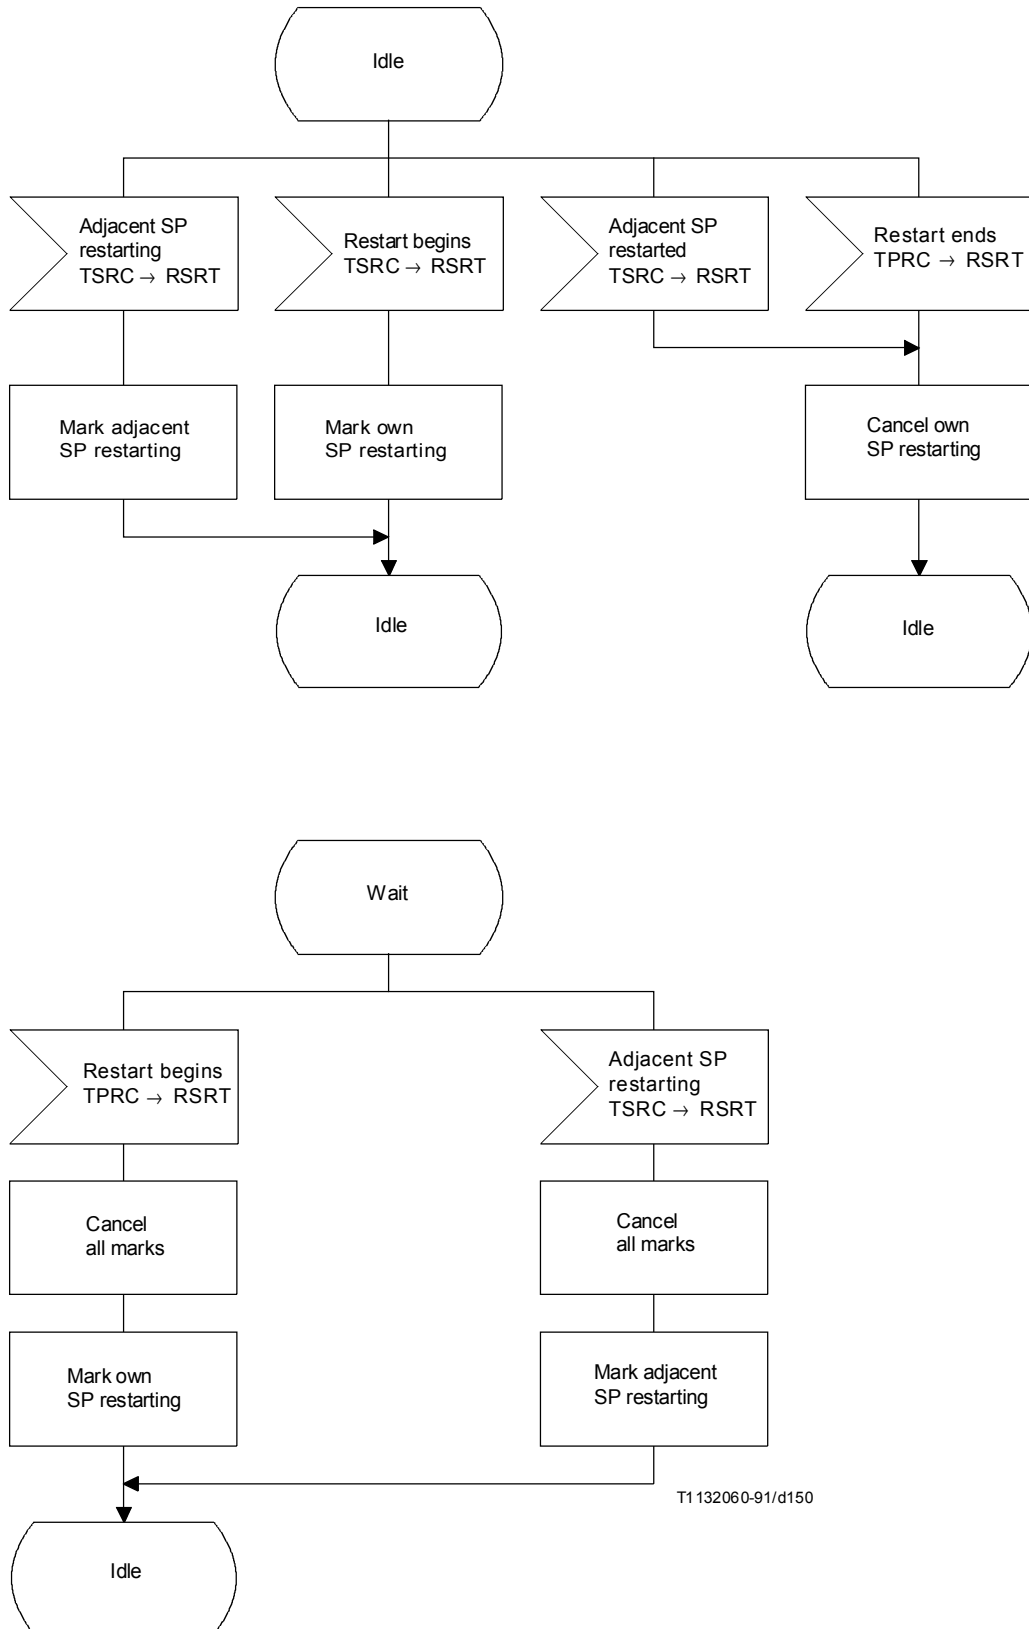 Idle
Adjacent SP
restarting
TSRC → RSRT
Restart begins
TSRC → RSRT
Adjacent SP
restarted
TSRC → RSRT
Restart ends
TPRC → RSRT
Mark adjacent
SP restarting
Mark own
SP restarting
Cancel own
SP restarting
Idle
Idle
Wait
Restart begins
TPRC → RSRT
Adjacent SP
restarting
TSRC → RSRT
Cancel
all marks
Cancel
all marks
Mark own
SP restarting
Mark adjacent
SP restarting
T1132060-91/d150
Idle